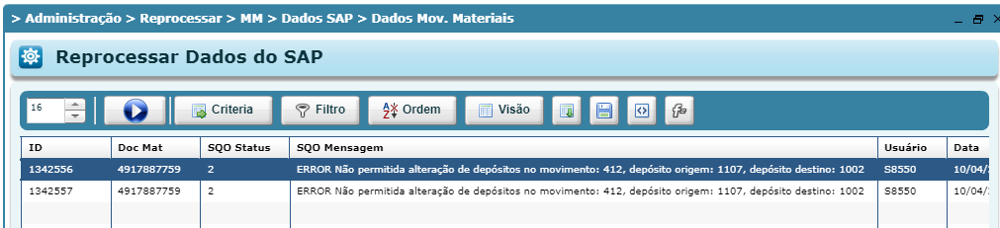 > Administração > Reprocessar > MM > Dados SAP > Dados Mov. Materiais
Reprocessar Dados do SAP
16 Criteria Filtro Ordem Visão
ID Doc Mat SQO Status SQO Mensagem Usuário Data
1342556 4917887759 2 ERROR Não permitida alteração de depósitos no movimento: 412, depósito origem: 1107, depósito destino: 1002 S8550 10/04/
1342557 4917887759 2 ERROR Não permitida alteração de depósitos no movimento: 412, depósito origem: 1107, depósito destino: 1002 S8550 10/04/